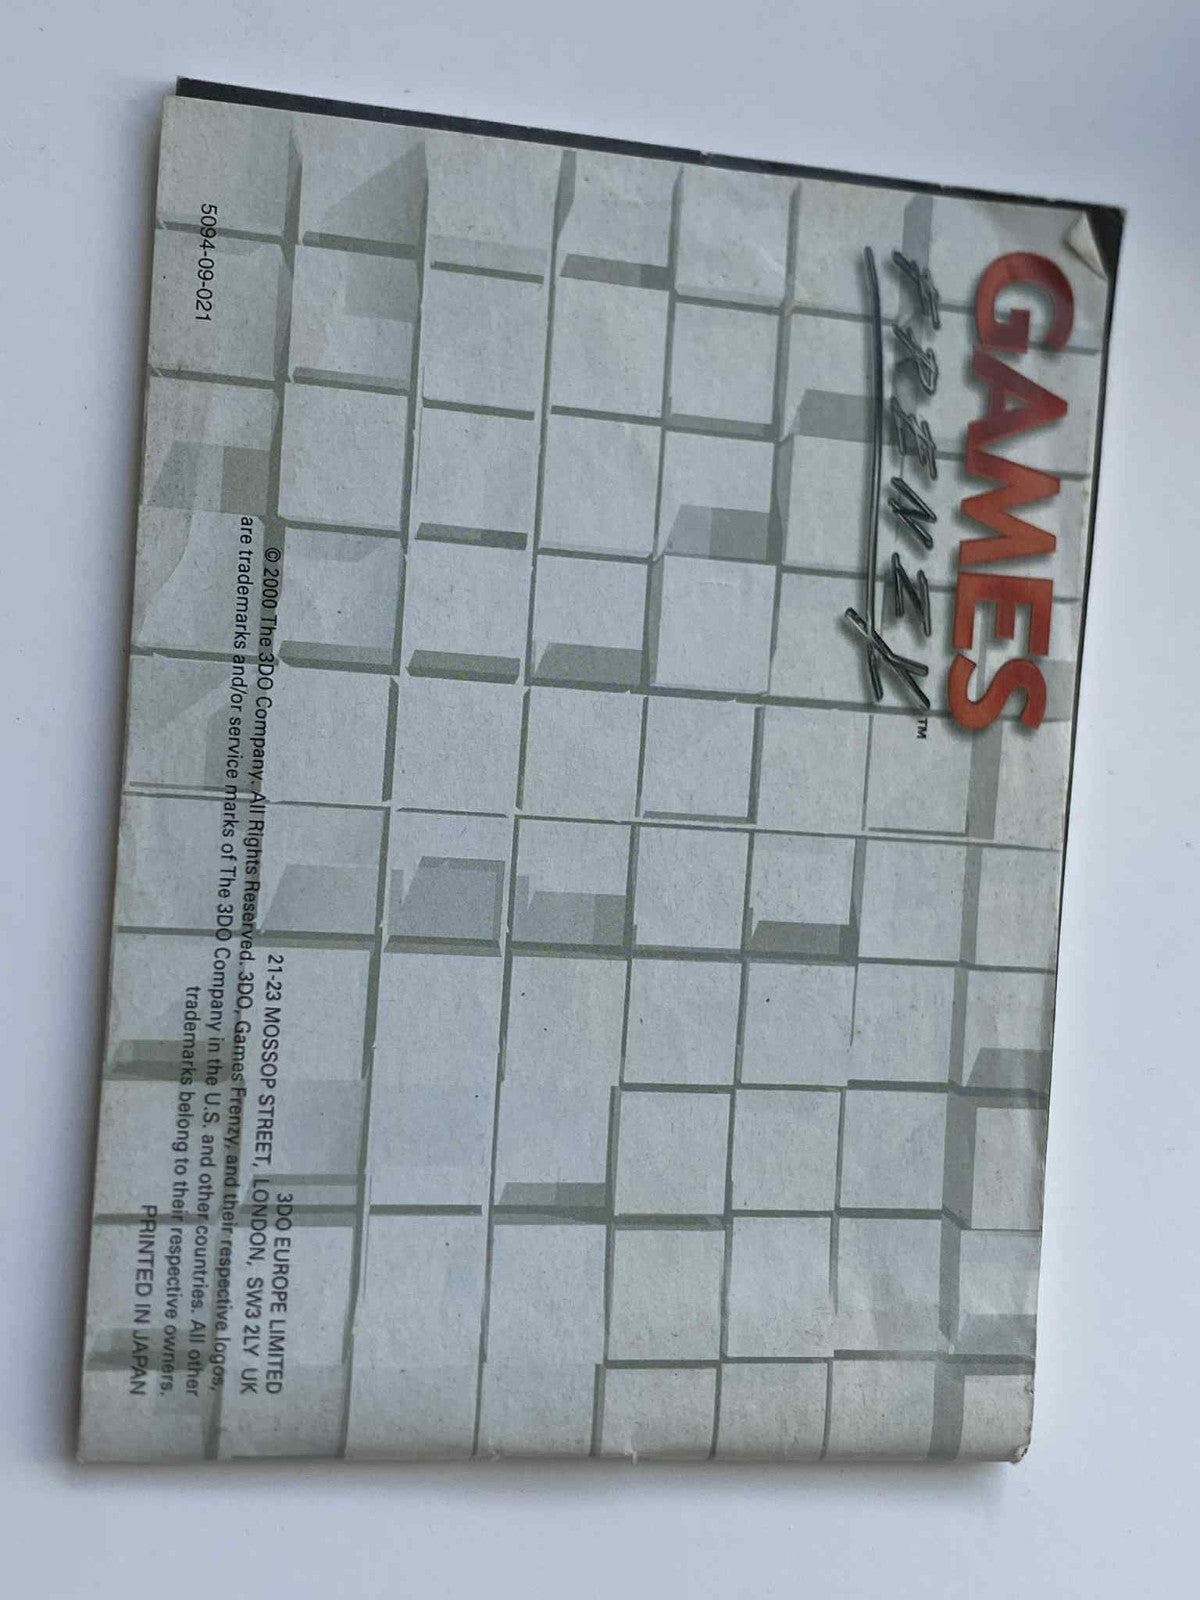 GAMES
FRENZY™
3DO EUROPE LIMITED
21-23 MOSSOP STREET, LONDON, SW3 2LY UK
© 2000 The 3DO Company. All Rights Reserved. 3DO, Games Frenzy, and their respective logos,
are trademarks and/or service marks of The 3DO Company in the U.S. and other countries. All other
trademarks belong to their respective owners.
PRINTED IN JAPAN
5094-09-021